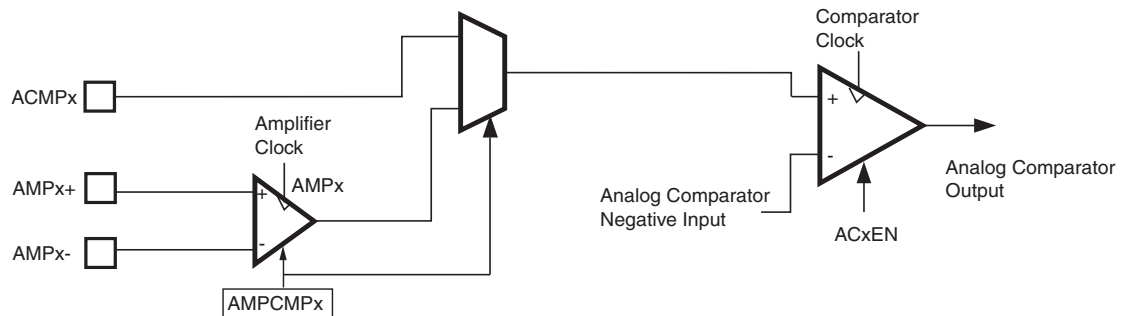 Comparator
Clock
ACMPx
+
Amplifier
Clock
-
AMPx+
AMPx
+
Analog Comparator
Output
Analog Comparator
Negative Input
AMPx-
-
ACxEN
AMPCMPx